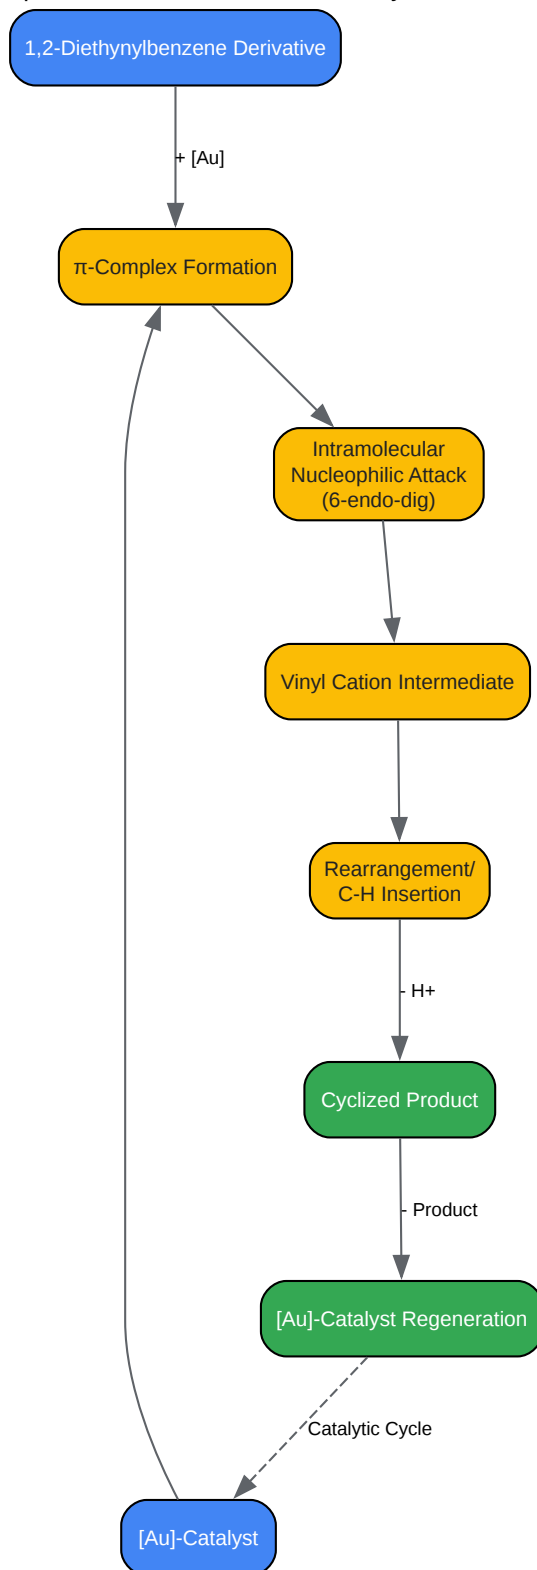 1,2-Diethynylbenzene Derivative
+ [Au]
π-Complex Formation
Intramolecular
Nucleophilic Attack
(6-endo-dig)
Vinyl Cation Intermediate
Rearrangement/
C-H Insertion
- H+
Cyclized Product
- Product
[Au]-Catalyst Regeneration
Catalytic Cycle
[Au]-Catalyst